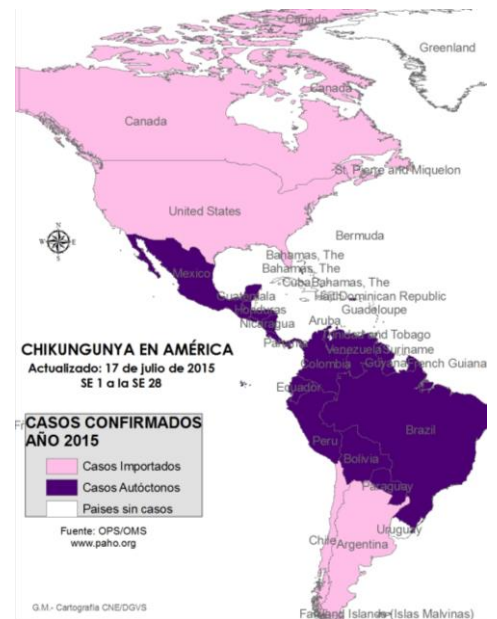 Canada
Greenland
Canada
Canada
St. Pierre and Miquelon
United States
Bermuda
Bahamas, The
Bahamas, The
Cuba Bahamas, The
Mexico
Haiti Dominican Republic
Guatemala
Honduras
Guadeloupe
Nicaragua
Aruba
Trinidad and Tobago
Panama
Venezuela Suriname
Colombia
Guyana French Guiana
Ecuador
Brazil
Peru
Bolivia
Paraguay
Uruguay
Chile
Argentina
Falkland Islands (Islas Malvinas)
N
W E
S
CHIKUNGUNYA EN AMÉRICA
Actualizado: 17 de julio de 2015
SE 1 a la SE 28
CASOS CONFIRMADOS
AÑO 2015
Casos Importados
Casos Autóctonos
Paises sin casos
Fuente: OPS/OMS
www.paho.org
G.M.- Cartografia CNE/DGVS